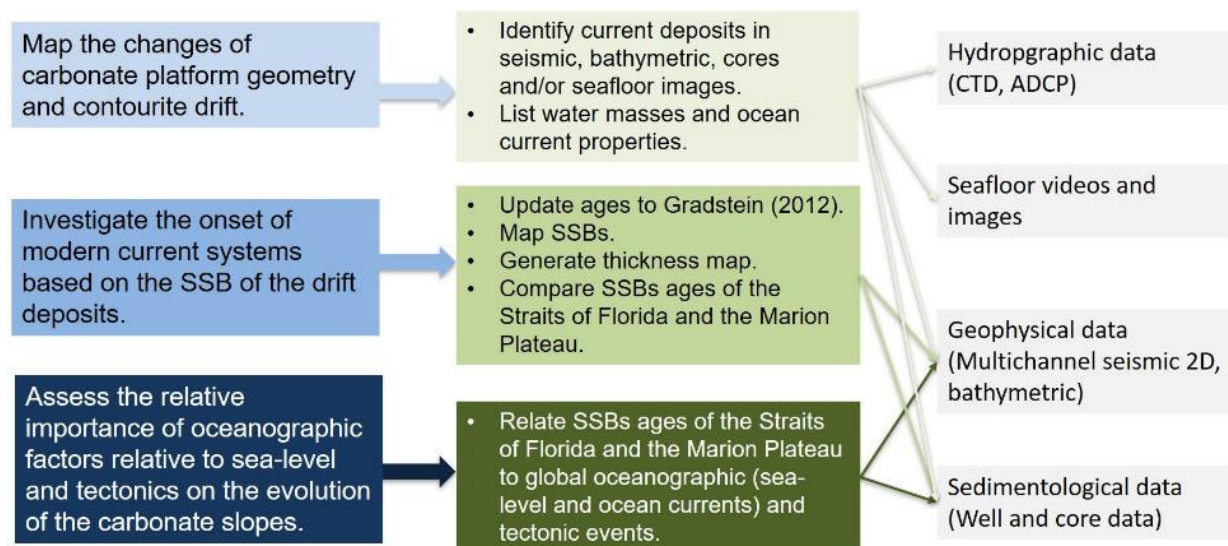 Map the changes of
carbonate platform geometry
and contourite drift.
• Identify current deposits in
seismic, bathymetric, cores
and/or seafloor images.
• List water masses and ocean
current properties.
Investigate the onset of
modern current systems
based on the SSB of the drift
deposits.
• Update ages to Gradstein (2012).
• Map SSBs.
• Generate thickness map.
• Compare SSBs ages of the
Straits of Florida and the Marion
Plateau.
Assess the relative
importance of oceanographic
factors relative to sea-level
and tectonics on the evolution
of the carbonate slopes.
• Relate SSBs ages of the Straits
of Florida and the Marion Plateau
to global oceanographic (sea-
level and ocean currents) and
tectonic events.
Hydropgraphic data
(CTD, ADCP)
Seafloor videos and
images
Geophysical data
(Multichannel seismic 2D,
bathymetric)
Sedimentological data
(Well and core data)